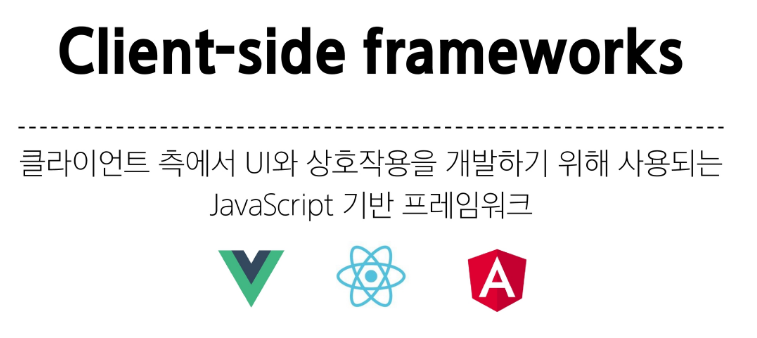 Client-side frameworks
클라이언트 측에서 UI와 상호작용을 개발하기 위해 사용되는
JavaScript 기반 프레임워크
A